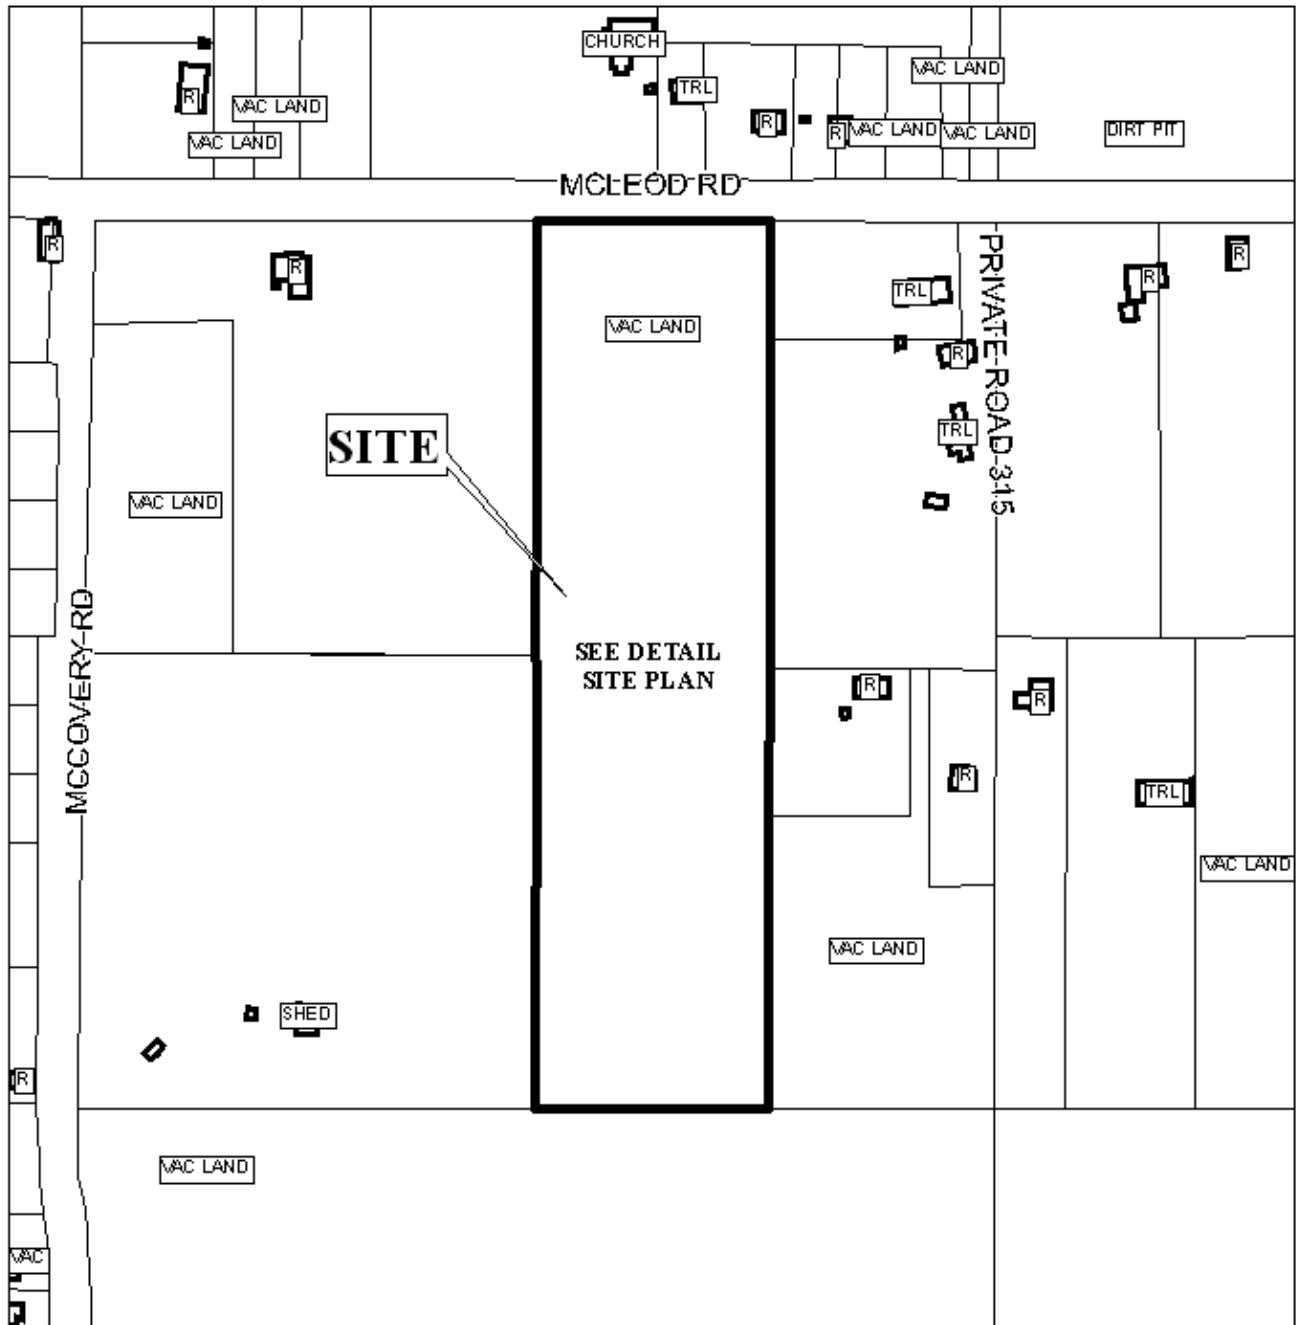 CHURCH
VAC LAND
TRL
R
VAC LAND
R
R
VAC LAND
VAC LAND
DIRT PIT
VAC LAND
MCLEOD RD
R
R
TRL
PRIVATE ROAD 315
R
R
VAC LAND
R
SITE
TRL
VAC LAND
MCGOVERY RD
SEE DETAIL
SITE PLAN
R
R
R
TRL
VAC LAND
VAC LAND
SHED
R
VAC LAND
VAC